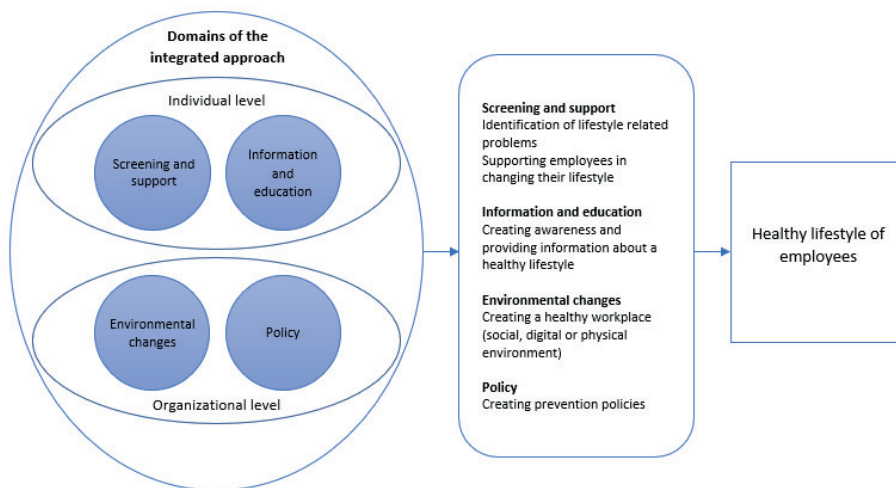 Domains of the
integrated approach
Individual level
Screening and
support
Information
and
education
Environmental
changes
Policy
Organizational level
Screening and support
Identification of lifestyle related
problems
Supporting employees in
changing their lifestyle
Information and education
Creating awareness and
providing information about a
healthy lifestyle
Environmental changes
Creating a healthy workplace
(social, digital or physical
environment)
Policy
Creating prevention policies
Healthy lifestyle of
employees